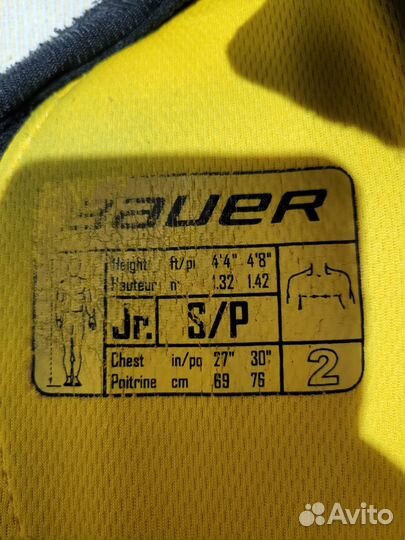 BAUER
Height ft/pi 4'4" 4'8"
Hauteur m 1.32 1.42
Jr. S/P
Chest in/po 27" 30"
Poitrine cm 69 76
2
Avito